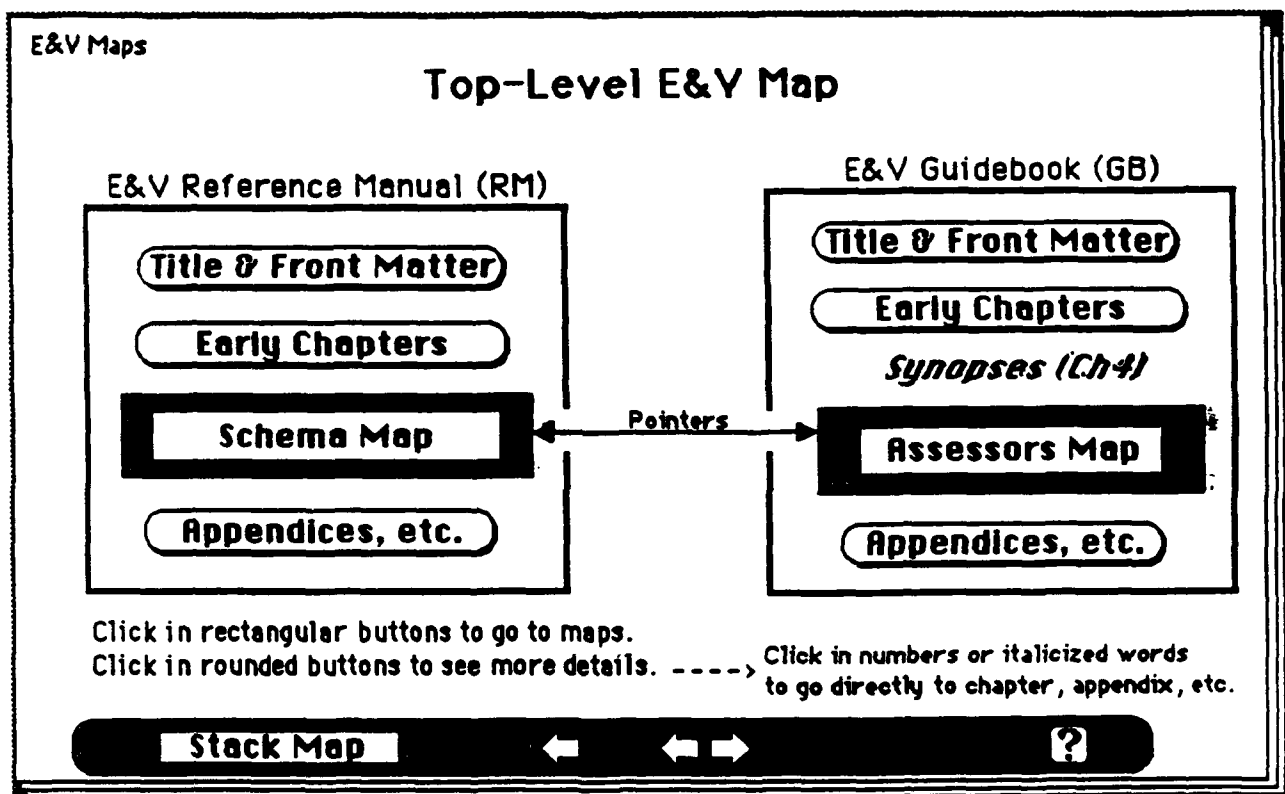 E&V Maps
Top-Level E&V Map
E&V Reference Manual (RM)
Title & Front Matter
Early Chapters
Schema Map
Appendices, etc.
Pointers
E&V Guidebook (GB)
Title & Front Matter
Early Chapters
Synopses (Ch4)
Assessors Map
Appendices, etc.
Click in rectangular buttons to go to maps.
Click in rounded buttons to see more details. ---->
Click in numbers or italicized words
to go directly to chapter, appendix, etc.
Stack Map
?